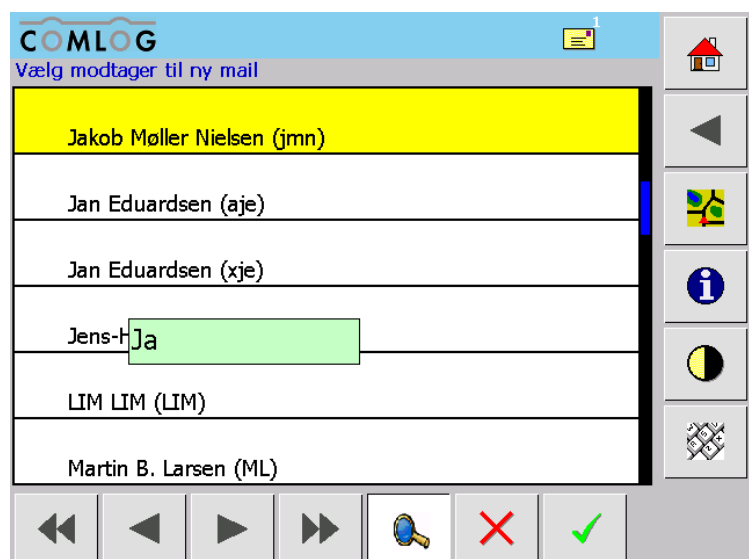 COMLOG
1
Vælg modtager til ny mail
Jakob Møller Nielsen (jmn)
Jan Eduardsen (aje)
Jan Eduardsen (xje)
Jens-
Ja
LIM LIM (LIM)
Martin B. Larsen (ML)